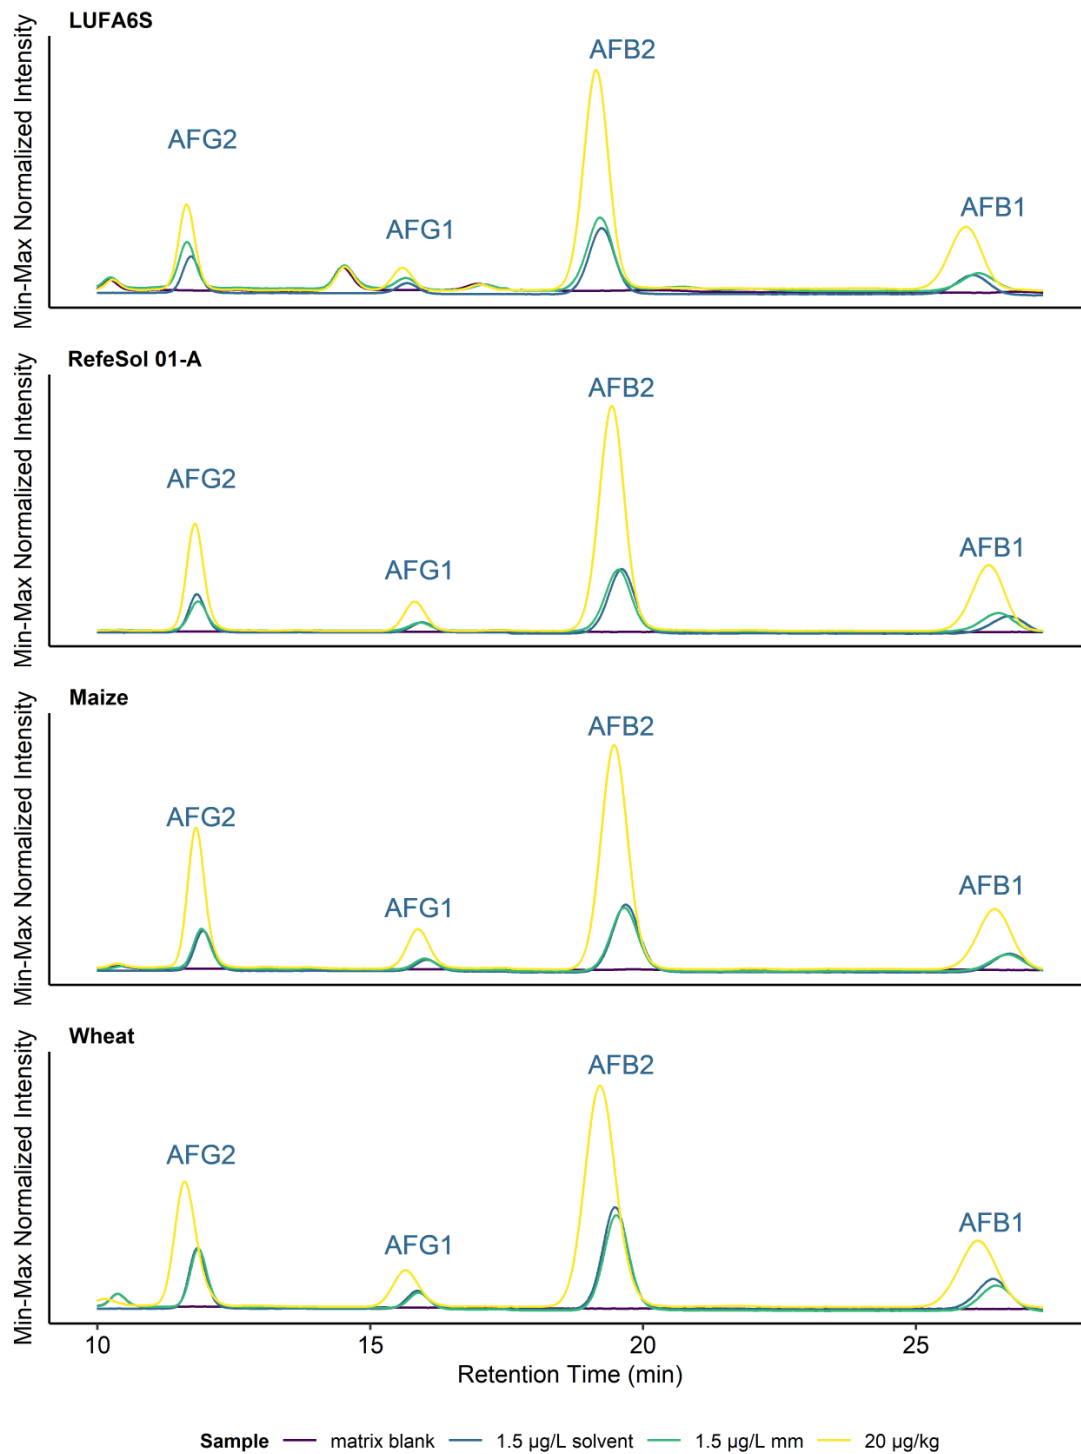 LUFA6S
Min-Max Normalized Intensity
AFG2
AFG1
AFB2
AFB1
RefeSol 01-A
Min-Max Normalized Intensity
AFG2
AFG1
AFB2
AFB1
Maize
Min-Max Normalized Intensity
AFG2
AFG1
AFB2
AFB1
Wheat
Min-Max Normalized Intensity
AFG2
AFG1
AFB2
AFB1
10 15 20 25
Retention Time (min)
Sample matrix blank 1.5 µg/L solvent 1.5 µg/L mm 20 µg/kg